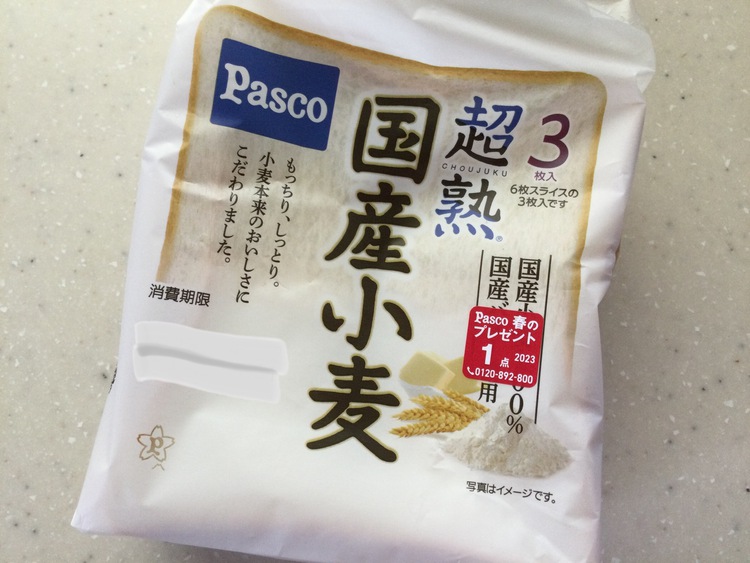 Pasco
超熟
CHOUJUKU
®
国産小麦
3
枚入
6枚スライスの
3枚入です
もっちり、しっとり。
小麦本来のおいしさに
こだわりました。
国産小
00%
国産
用
Pasco 春の
プレゼント
1点
2023
0120-892-800
消費期限
P
写真はイメージです。